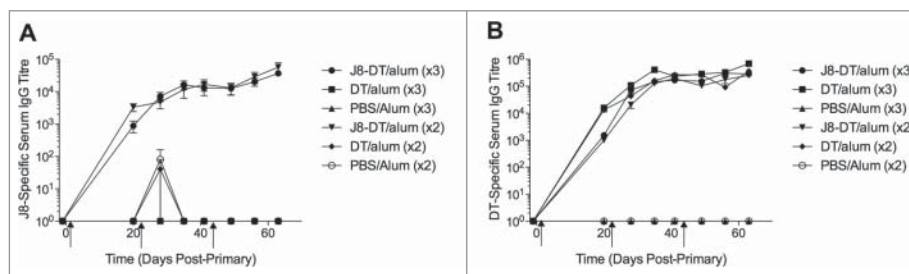 A
J8-Specific Serum IgG Titre
10^5
10^4
10^3
10^2
10^1
10^0
0
20
40
60
Time (Days Post-Primary)
J8-DT/alum (x3)
DT/alum (x3)
PBS/Alum (x3)
J8-DT/alum (x2)
DT/alum (x2)
PBS/Alum (x2)
B
DT-Specific Serum IgG Titre
10^6
10^5
10^4
10^3
10^2
10^1
10^0
0
20
40
60
Time (Days Post-Primary)
J8-DT/alum (x3)
DT/alum (x3)
PBS/Alum (x3)
J8-DT/alum (x2)
DT/alum (x2)
PBS/Alum (x2)